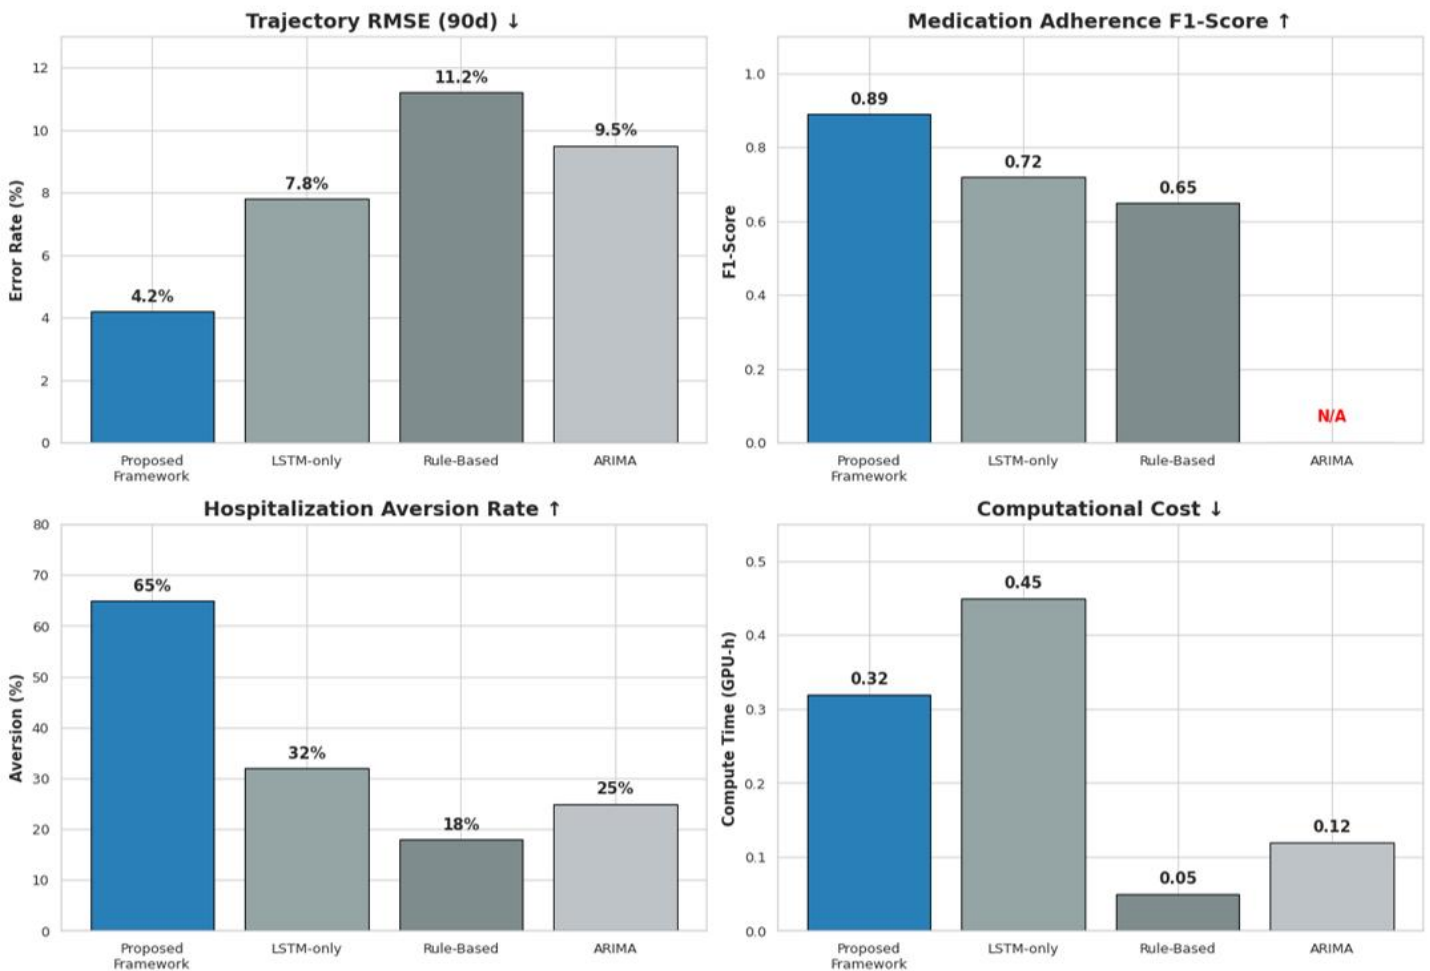 Trajectory RMSE (90d) ↓
Error Rate (%)
12
10
8
6
4
2
0
4.2%
7.8%
11.2%
9.5%
Proposed
Framework
LSTM-only
Rule-Based
ARIMA
Medication Adherence F1-Score ↑
F1-Score
1.0
0.8
0.6
0.4
0.2
0.0
0.89
0.72
0.65
N/A
Proposed
Framework
LSTM-only
Rule-Based
ARIMA
Hospitalization Aversion Rate ↑
Aversion (%)
80
70
60
50
40
30
20
10
0
65%
32%
18%
25%
Proposed
Framework
LSTM-only
Rule-Based
ARIMA
Computational Cost ↓
Compute Time (GPU-h)
0.5
0.4
0.3
0.2
0.1
0.0
0.32
0.45
0.05
0.12
Proposed
Framework
LSTM-only
Rule-Based
ARIMA